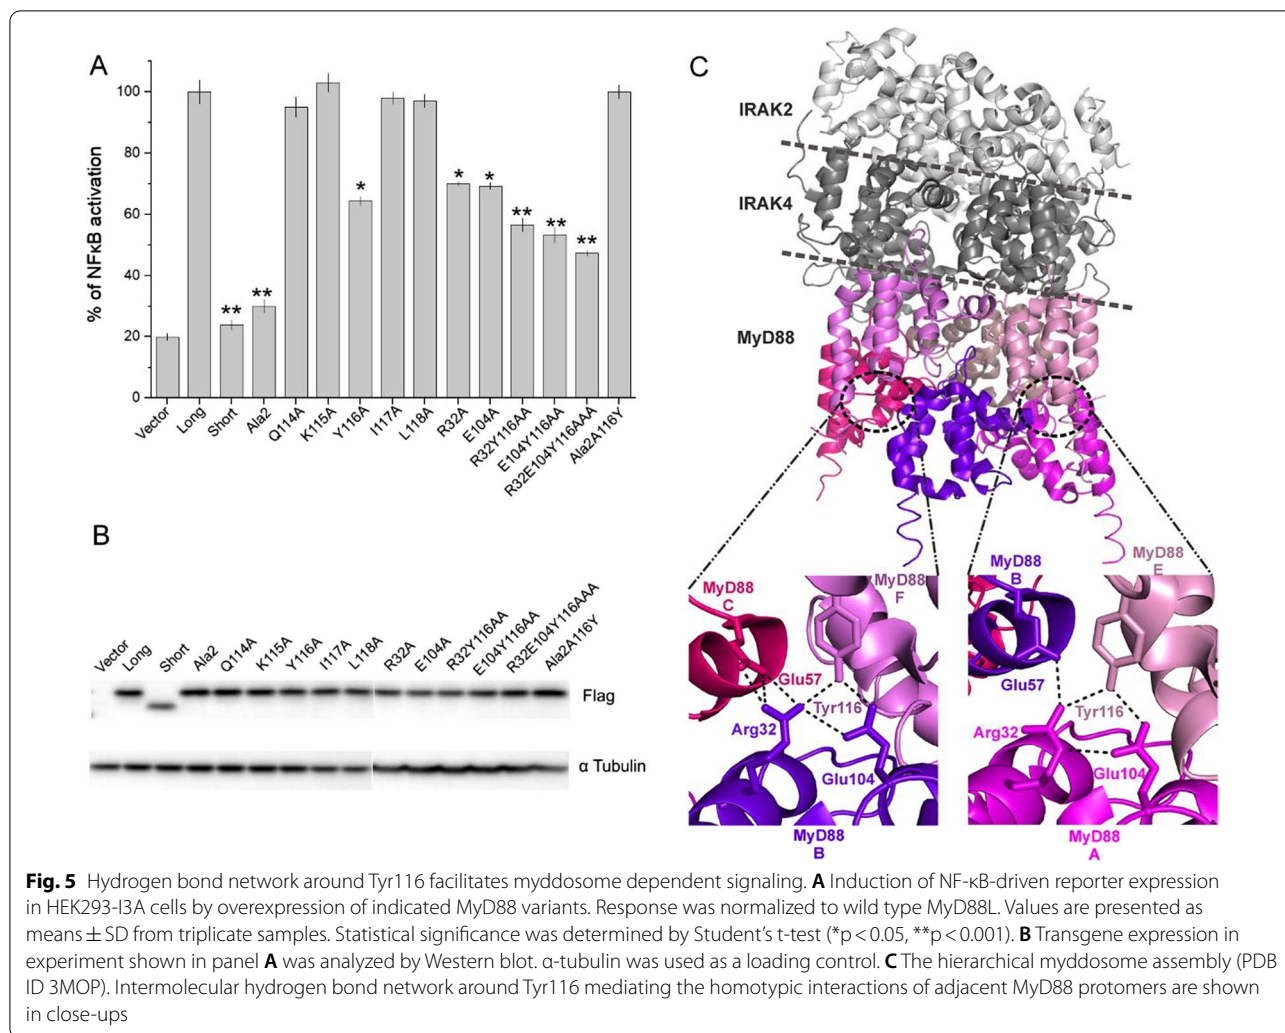 A
% of NFκB activation
100
80
60
40
20
0
** ** * * * ** ** **
Vector
Long
Short
Ala2
Q114A
K115A
Y116A
I117A
L118A
R32A
E104A
R32Y116AA
E104Y116AA
R32E104Y116AAA
Ala2A116Y
B
Vector
Long
Short
Ala2
Q114A
K115A
Y116A
I117A
L118A
R32A
E104A
R32Y116AA
E104Y116AA
R32E104Y116AAA
Ala2A116Y
Flag
α Tubulin
C
IRAK2
IRAK4
MyD88
MyD88
C
MyD88
F
Glu57
Tyr116
Arg32
Glu104
MyD88
B
MyD88
B
MyD88
E
Glu57
Tyr116
Arg32
Glu104
MyD88
A
Fig. 5 Hydrogen bond network around Tyr116 facilitates myddosome dependent signaling. A Induction of NF-κB-driven reporter expression
in HEK293-I3A cells by overexpression of indicated MyD88 variants. Response was normalized to wild type MyD88L. Values are presented as
means ± SD from triplicate samples. Statistical significance was determined by Student’s t-test (*p < 0.05, **p < 0.001). B Transgene expression in
experiment shown in panel A was analyzed by Western blot. α-tubulin was used as a loading control. C The hierarchical myddosome assembly (PDB
ID 3MOP). Intermolecular hydrogen bond network around Tyr116 mediating the homotypic interactions of adjacent MyD88 protomers are shown
in close-ups